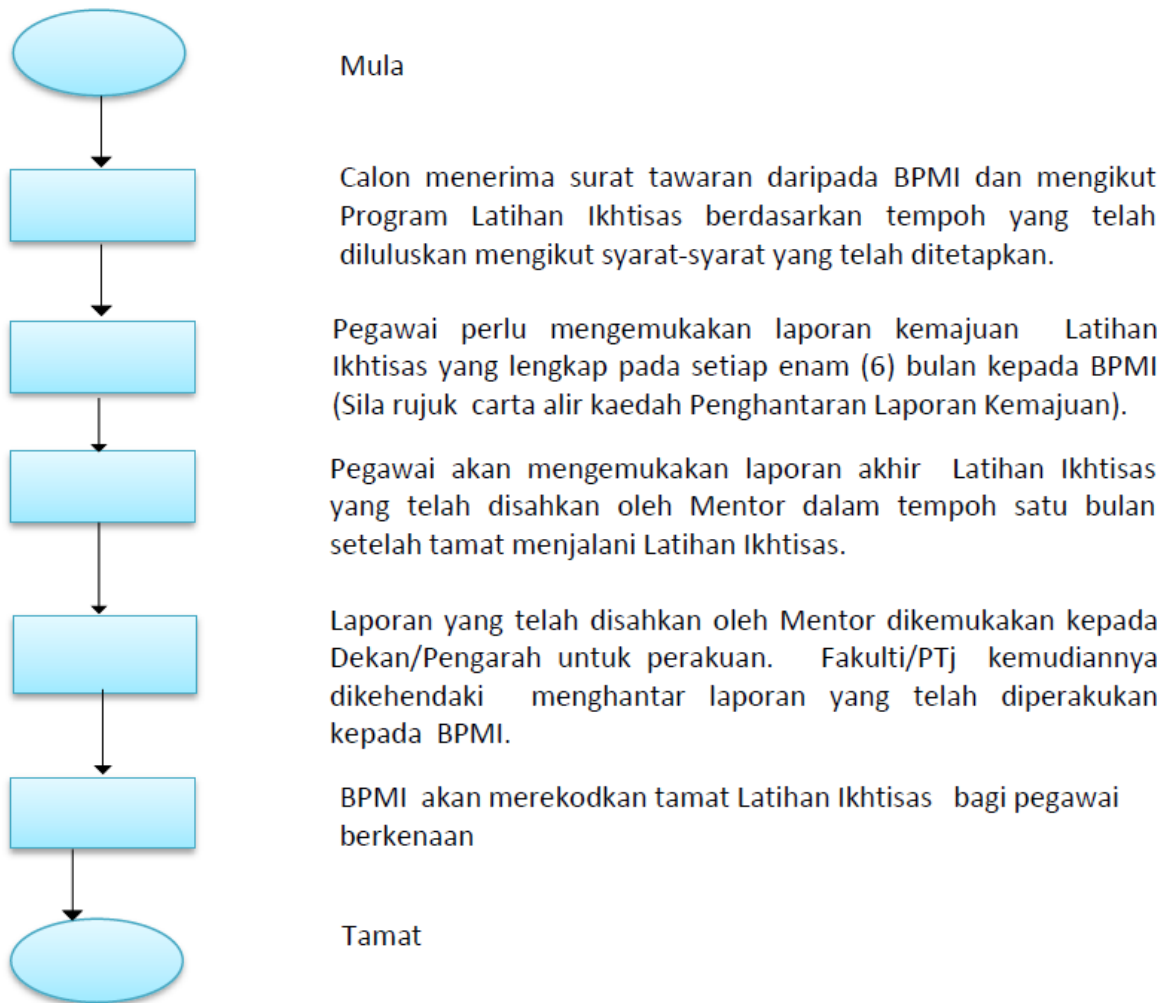 Mula
Calon menerima surat tawaran daripada BPMI dan mengikut
Program Latihan Ikhtisas berdasarkan tempoh yang telah
diluluskan mengikut syarat-syarat yang telah ditetapkan.
Pegawai perlu mengemukakan laporan kemajuan Latihan
Ikhtisas yang lengkap pada setiap enam (6) bulan kepada BPMI
(Sila rujuk carta alir kaedah Penghantaran Laporan Kemajuan).
Pegawai akan mengemukakan laporan akhir Latihan Ikhtisas
yang telah disahkan oleh Mentor dalam tempoh satu bulan
setelah tamat menjalani Latihan Ikhtisas.
Laporan yang telah disahkan oleh Mentor dikemukakan kepada
Dekan/Pengarah untuk perakuan. Fakulti/PTj kemudiannya
dikehendaki menghantar laporan yang telah diperakukan
kepada BPMI.
BPMI akan merekodkan tamat Latihan Ikhtisas bagi pegawai
berkenaan
Tamat